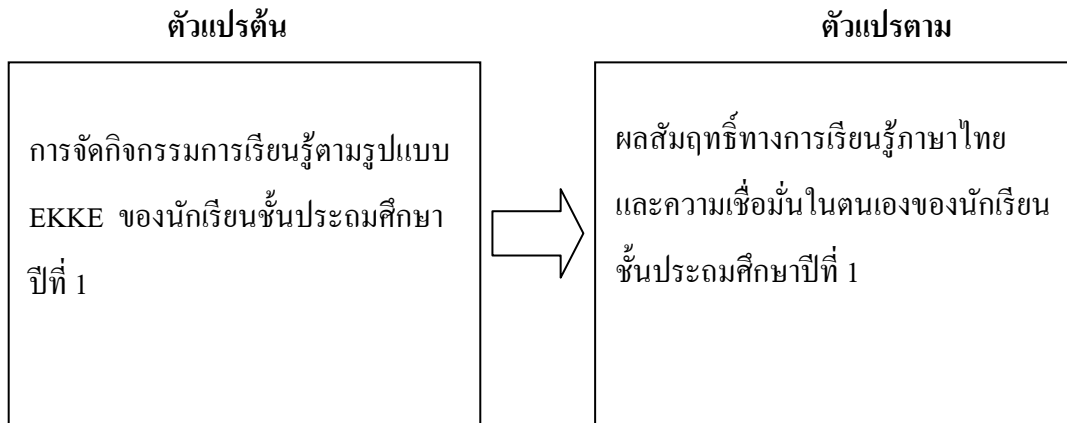 ตัวแปรต้น
การจัดกิจกรรมการเรียนรู้ตามรูปแบบ
EKKE ของนักเรียนชั้นประถมศึกษา
ปีที่ 1
ตัวแปรตาม
ผลสัมฤทธิ์ทางการเรียนรู้ภาษาไทย
และความเชื่อมั่นในตนเองของนักเรียน
ชั้นประถมศึกษาปีที่ 1